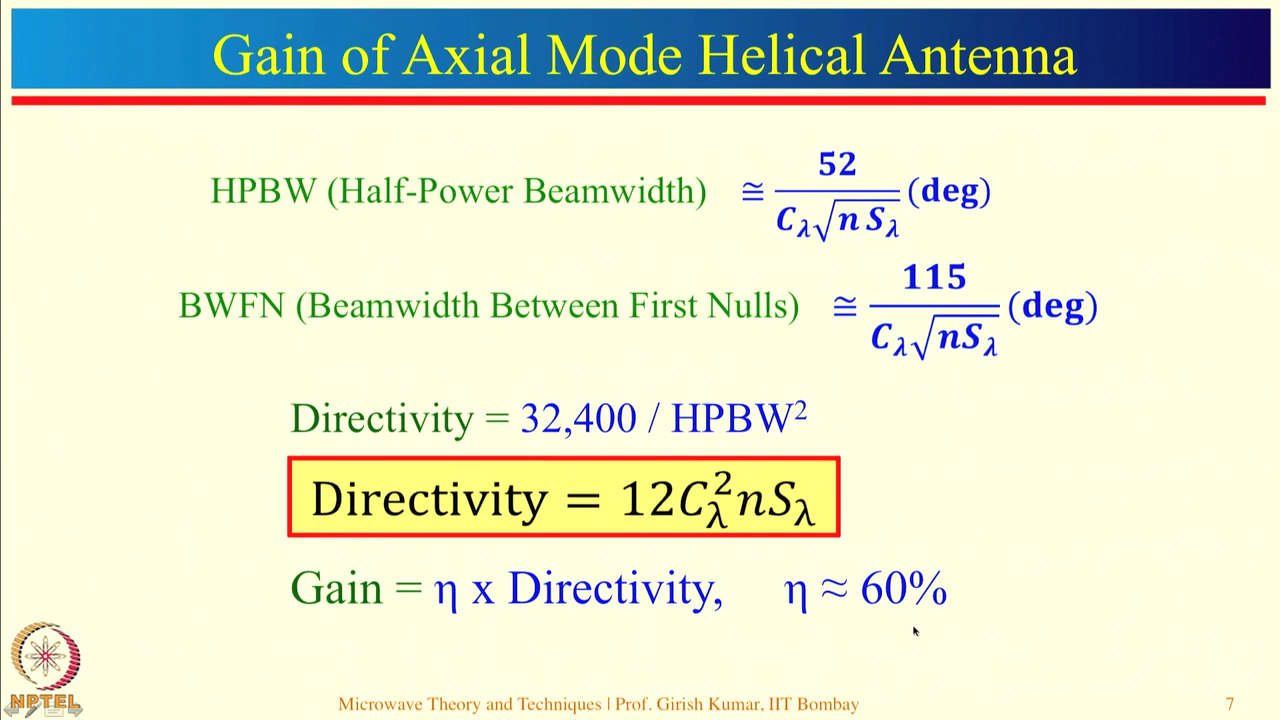 Gain of Axial Mode Helical Antenna
HPBW (Half-Power Beamwidth) ≅ 52 / C_λ√(n S_λ) (deg)
BWFN (Beamwidth Between First Nulls) ≅ 115 / C_λ√(nS_λ) (deg)
Directivity = 32,400 / HPBW²
Directivity = 12C_λ²nS_λ
Gain = η x Directivity, η ≈ 60%
NPTEL
Microwave Theory and Techniques | Prof. Girish Kumar, IIT Bombay
7